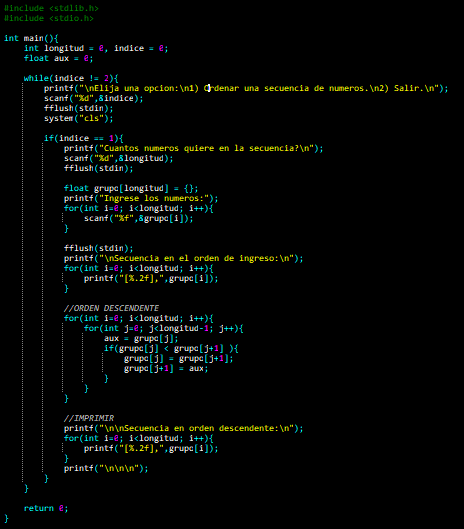 #include <stdlib.h>
#include <stdio.h>
int main(){
int longitud = 0, indice = 0;
float aux = 0;
while(indice != 2){
printf("\nElija una opcion:\n1) Ordenar una secuencia de numeros.\n2) Salir.\n");
scanf("%d",&indice);
fflush(stdin);
system("cls");
if(indice == 1){
printf("Cuantos numeros quiere en la secuencia?\n");
scanf("%d",&longitud);
fflush(stdin);
float grupo[longitud] = {};
printf("Ingrese los numeros:");
for(int i=0; i<longitud; i++){
scanf("%f",&grupo[i]);
}
fflush(stdin);
printf("\nSecuencia en el orden de ingreso:\n");
for(int i=0; i<longitud; i++){
printf("[%.2f],",grupo[i]);
}
//ORDEN DESCENDENTE
for(int i=0; i<longitud; i++){
for(int j=0; j<longitud-1; j++){
aux = grupo[j];
if(grupo[j] < grupo[j+1] ){
grupo[j] = grupo[j+1];
grupo[j+1] = aux;
}
}
}
//IMPRIMIR
printf("\n\nSecuencia en orden descendente:\n");
for(int i=0; i<longitud; i++){
printf("[%.2f],",grupo[i]);
}
printf("\n\n\n");
}
}
return 0;
}